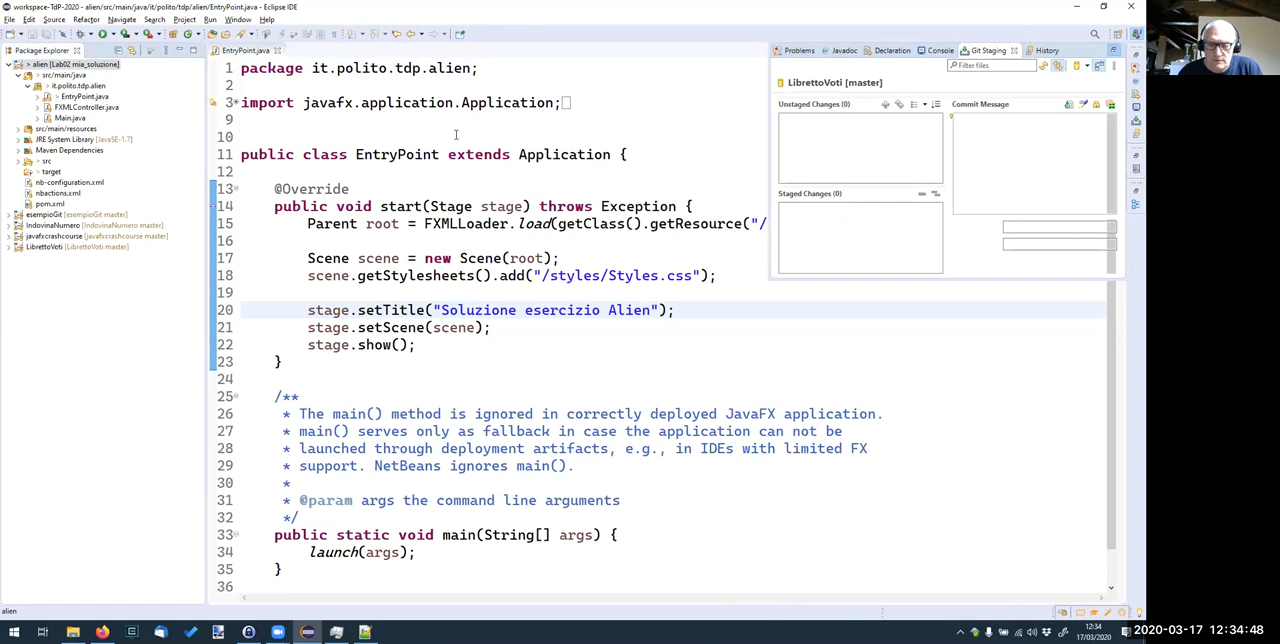 workspace-TdP-2020 - alien/src/main/java/it/polito/tdp/alien/EntryPoint.java - Eclipse IDE
File Edit Source Refactor Navigate Search Project Run Window Help
Package Explorer
EntryPoint.java
Problems Javadoc Declaration Console Git Staging History
> alien [Lab02 mia_soluzione]
> src/main/java
> it.polito.tdp.alien
> EntryPoint.java
FXMLController.java
Main.java
src/main/resources
JRE System Library [JavaSE-1.7]
Maven Dependencies
> src
target
nb-configuration.xml
nbactions.xml
pom.xml
esempioGit [esempioGit master]
IndovinaNumero [IndovinaNumero master]
javafxcrashcourse [javafxcrashcourse master]
LibrettoVoti [LibrettoVoti master]
1 package it.polito.tdp.alien;
2
3 import javafx.application.Application;
9
10
11 public class EntryPoint extends Application {
12
13 @Override
14 public void start(Stage stage) throws Exception {
15 Parent root = FXMLLoader.load(getClass().getResource("/
16
17 Scene scene = new Scene(root);
18 scene.getStylesheets().add("/styles/Styles.css");
19
20 stage.setTitle("Soluzione esercizio Alien");
21 stage.setScene(scene);
22 stage.show();
23 }
24
25 /**
26 * The main() method is ignored in correctly deployed JavaFX application.
27 * main() serves only as fallback in case the application can not be
28 * launched through deployment artifacts, e.g., in IDEs with limited FX
29 * support. NetBeans ignores main().
30 *
31 * @param args the command line arguments
32 */
33 public static void main(String[] args) {
34 launch(args);
35 }
36
Filter files
LibrettoVoti [master]
Unstaged Changes (0)
Commit Message
Staged Changes (0)
alien
12:34
17/03/2020
2020-03-17 12:34:48